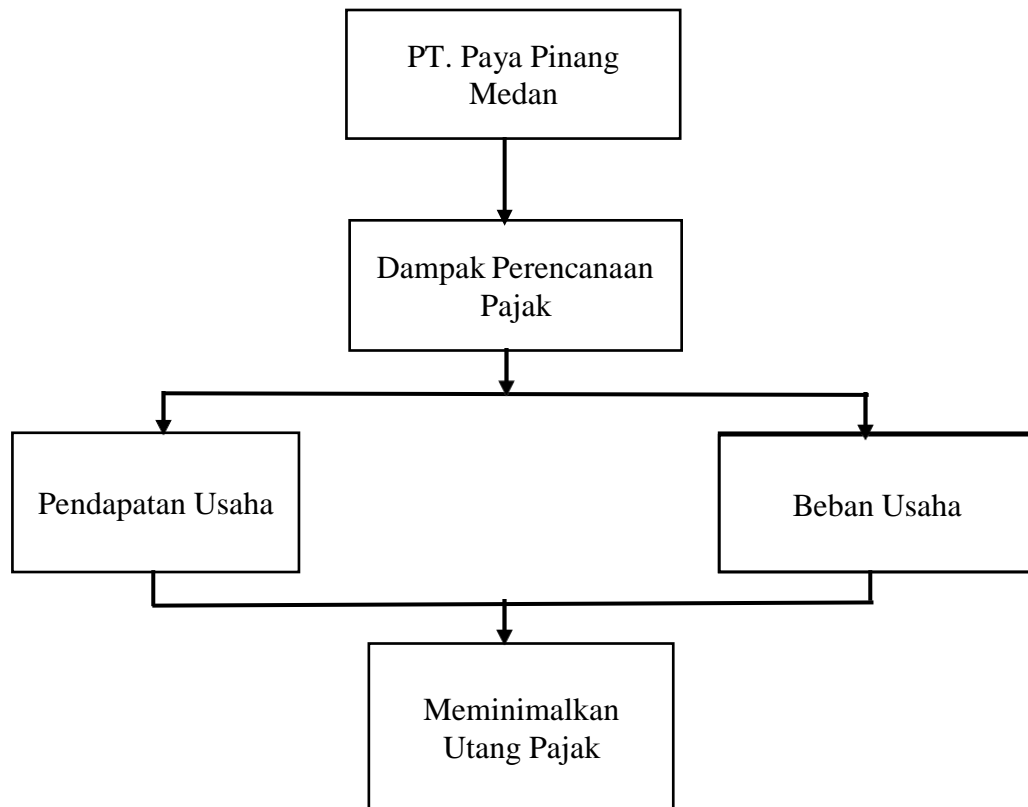 PT. Paya Pinang
Medan
Dampak Perencanaan
Pajak
Pendapatan Usaha
Beban Usaha
Meminimalkan
Utang Pajak